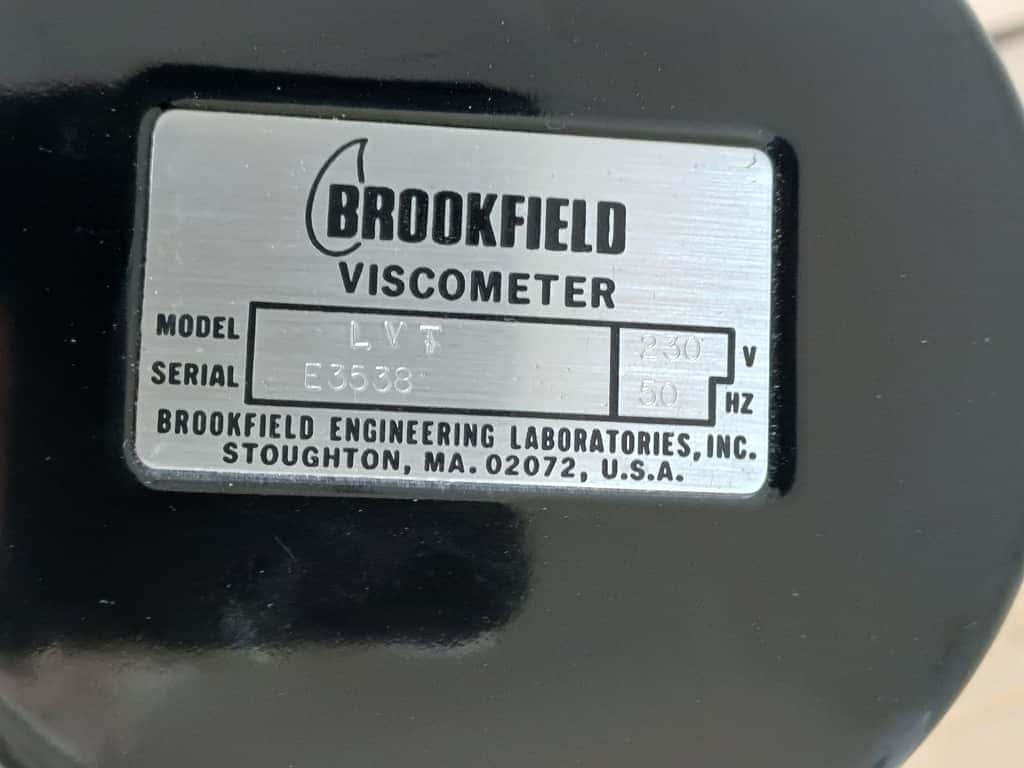 BROOKFIELD
VISCOMETER
MODEL LVT 230 V
SERIAL E3538 50 HZ
BROOKFIELD ENGINEERING LABORATORIES, INC.
STOUGHTON, MA. 02072, U.S.A.